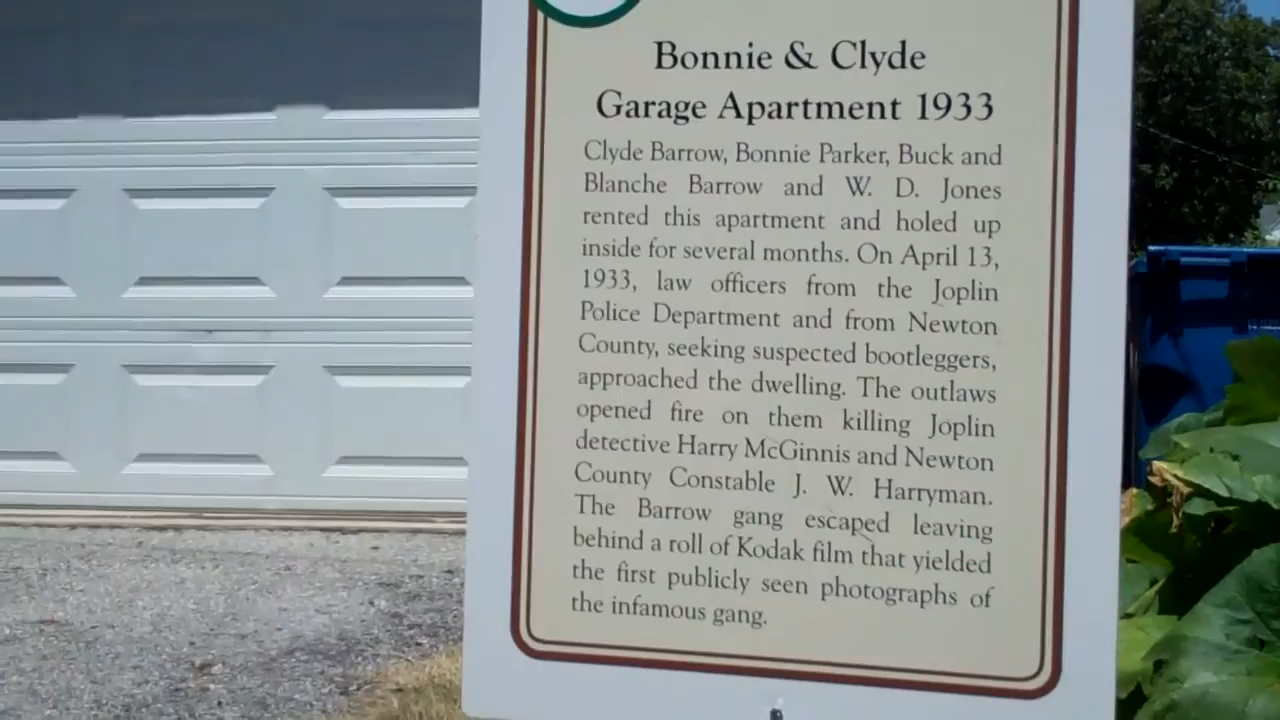 Bonnie & Clyde
Garage Apartment 1933
Clyde Barrow, Bonnie Parker, Buck and
Blanche Barrow and W. D. Jones
rented this apartment and holed up
inside for several months. On April 13,
1933, law officers from the Joplin
Police Department and from Newton
County, seeking suspected bootleggers,
approached the dwelling. The outlaws
opened fire on them killing Joplin
detective Harry McGinnis and Newton
County Constable J. W. Harryman.
The Barrow gang escaped leaving
behind a roll of Kodak film that yielded
the first publicly seen photographs of
the infamous gang.